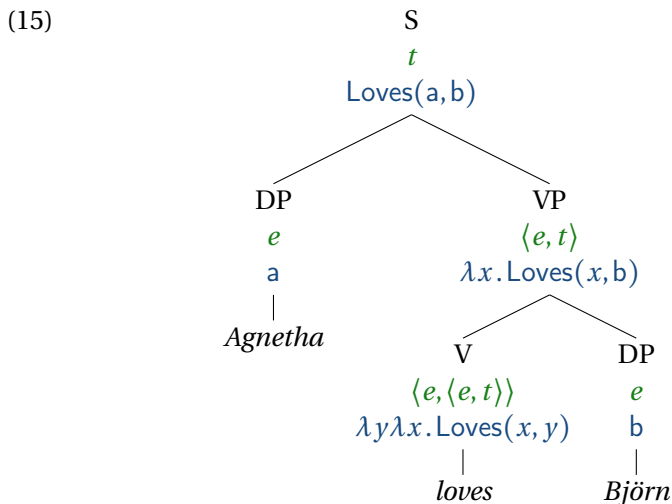 (15) S
t
Loves(a,b)
DP VP
e ⟨e, t⟩
a λx.Loves(x,b)
Agnetha V DP
⟨e,⟨e, t⟩⟩ e
λyλx.Loves(x, y) b
loves Björn